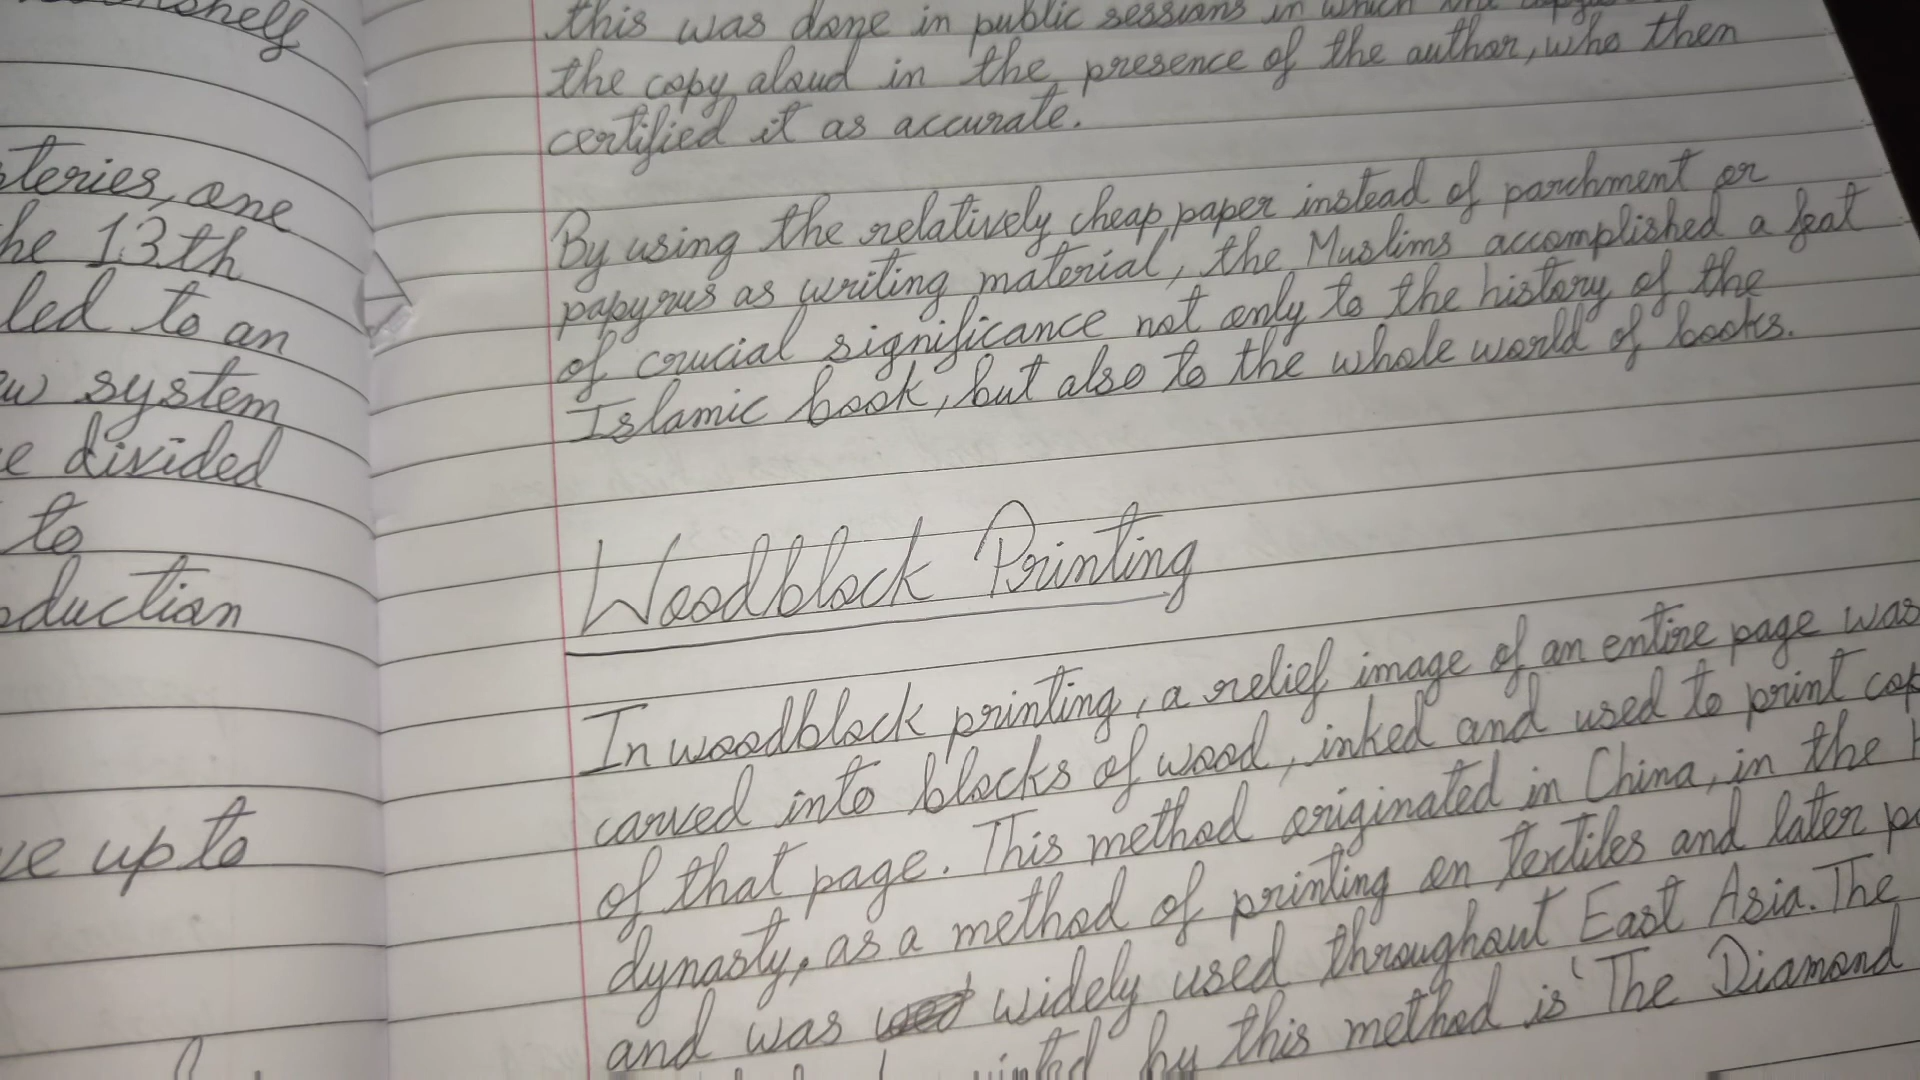 shelf
teries, one
he 13th
led to an
w system
e divided
to
oduction
ve up to
this was done in public sessions in which the
the copy aloud in the presence of the author, who then
certified it as accurate.
By using the relatively cheap paper instead of parchment or
papyrus as writing material, the Muslims accomplished a feat
of crucial significance not only to the history of the
Islamic book, but also to the whole world of books.
Woodblock Printing
In woodblock printing, a relief image of an entire page was
carved into blocks of wood, inked and used to print cop
of that page. This method originated in China, in the H
dynasty, as a method of printing on textiles and later pa
and was widely used throughout East Asia. The
by this method is 'The Diamond